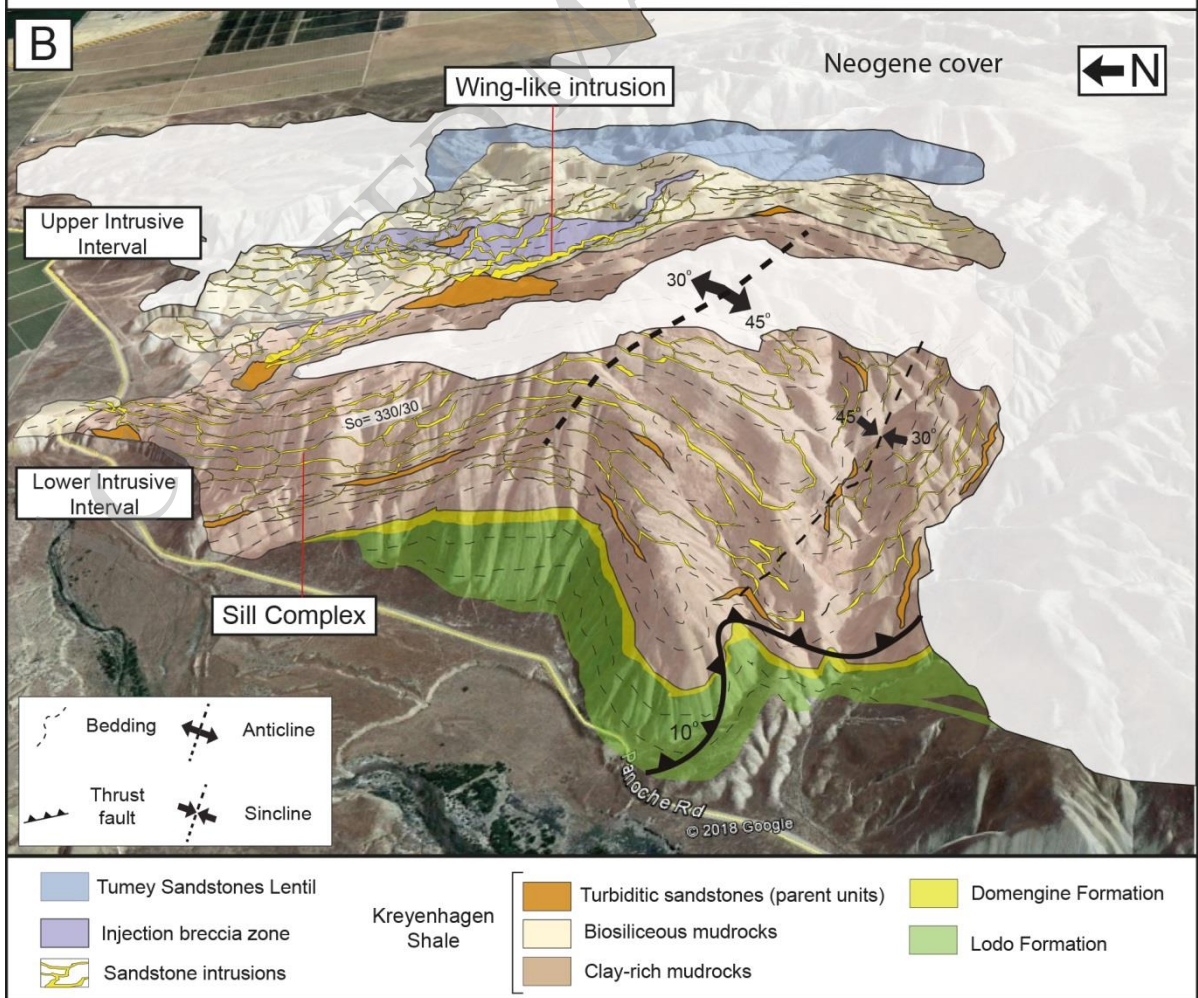 B
Neogene cover
←N
Wing-like intrusion
Upper Intrusive
Interval
30°
45°
So= 330/30
45°
30°
Lower Intrusive
Interval
Sill Complex
10°
Panoche Rd
© 2018 Google
Bedding
Anticline
Thrust
fault
Sincline
Tumey Sandstones Lentil
Injection breccia zone
Sandstone intrusions
Kreyenhagen
Shale
Turbiditic sandstones (parent units)
Biosiliceous mudrocks
Clay-rich mudrocks
Domengine Formation
Lodo Formation